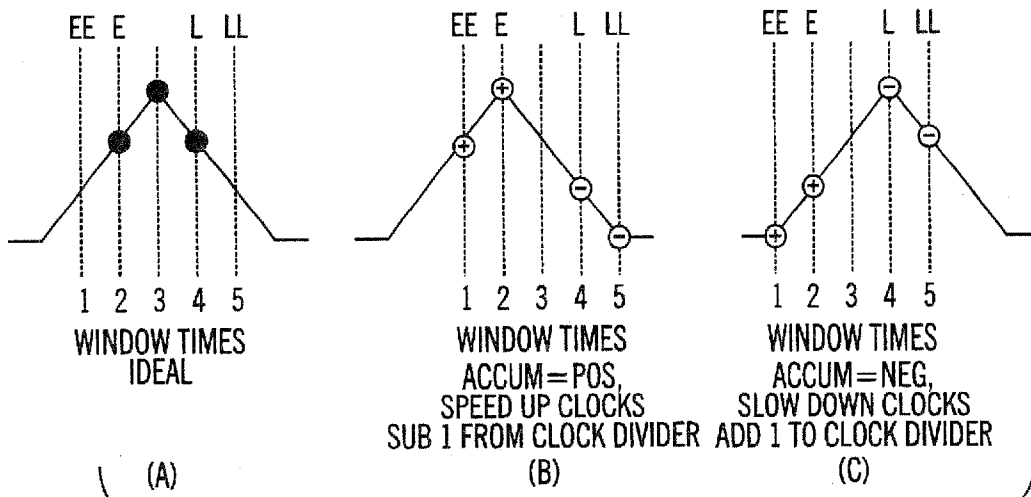 EE E L LL
1 2 3 4 5
WINDOW TIMES
IDEAL
(A)
EE E L LL
+ + − −
1 2 3 4 5
WINDOW TIMES
ACCUM=POS,
SPEED UP CLOCKS
SUB 1 FROM CLOCK DIVIDER
(B)
EE E L LL
+ + − −
1 2 3 4 5
WINDOW TIMES
ACCUM=NEG,
SLOW DOWN CLOCKS
ADD 1 TO CLOCK DIVIDER
(C)